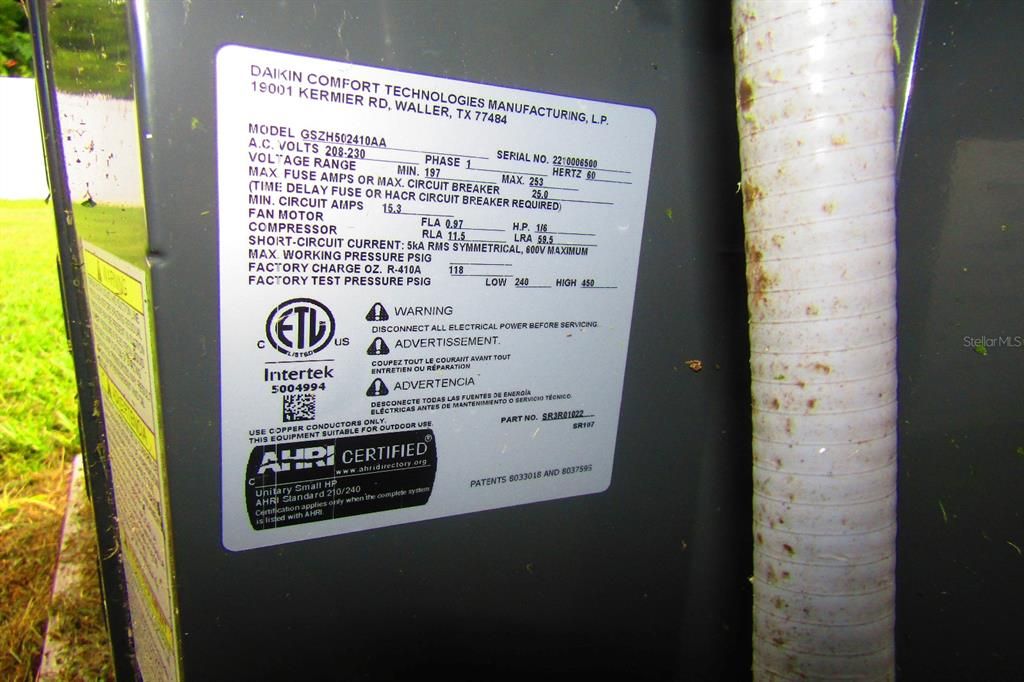 DAIKIN COMFORT TECHNOLOGIES MANUFACTURING, L.P.
19001 KERMIER RD, WALLER, TX 77484
MODEL GSZH502410AA SERIAL NO. 2210006500
A.C. VOLTS 208-230 PHASE 1 HERTZ 60
VOLTAGE RANGE MIN. 197 MAX. 253
MAX. FUSE AMPS OR MAX. CIRCUIT BREAKER 25.0
(TIME DELAY FUSE OR HACR CIRCUIT BREAKER REQUIRED)
MIN. CIRCUIT AMPS 15.3
FAN MOTOR FLA 0.97 H.P. 1/6
COMPRESSOR RLA 11.5 LRA 59.5
SHORT-CIRCUIT CURRENT: 5kA RMS SYMMETRICAL, 600V MAXIMUM
MAX. WORKING PRESSURE PSIG
FACTORY CHARGE OZ. R-410A 118
FACTORY TEST PRESSURE PSIG LOW 240 HIGH 450
ETL
C US
LISTED
Intertek
5004994
WARNING
DISCONNECT ALL ELECTRICAL POWER BEFORE SERVICING.
ADVERTISSEMENT.
COUPEZ TOUT LE COURANT AVANT TOUT
ENTRETIEN OU RÉPARATION
ADVERTENCIA
DESCONECTE TODAS LAS FUENTES DE ENERGÍA
ELÉCTRICAS ANTES DE MANTENIMIENTO O SERVICIO TÉCNICO.
USE COPPER CONDUCTORS ONLY.
THIS EQUIPMENT SUITABLE FOR OUTDOOR USE.
PART NO. SR3R01022
SR107
C AHRI CERTIFIED®
www.ahridirectory.org
Unitary Small HP
AHRI Standard 210/240
Certification applies only when the complete system
is listed with AHRI.
PATENTS 8033018 AND 8037595
WARNING
StellarMLS